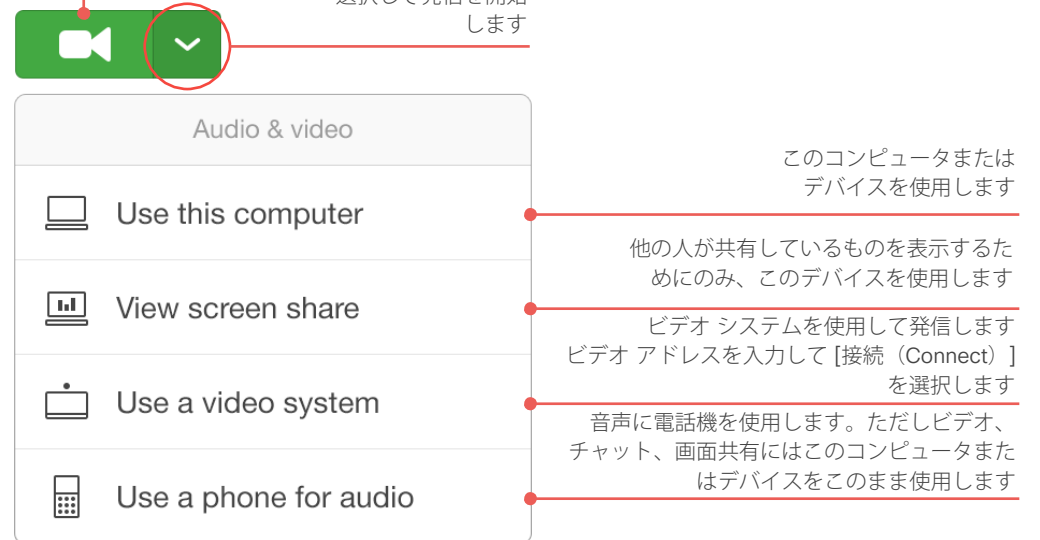 します
Audio & video
このコンピュータまたは
デバイスを使用します
Use this computer
他の人が共有しているものを表示するた
めにのみ、このデバイスを使用します
View screen share
ビデオ システムを使用して発信します
ビデオ アドレスを入力して [接続（Connect）]
を選択します
Use a video system
音声に電話機を使用します。ただしビデオ、
チャット、画面共有にはこのコンピュータまた
はデバイスをこのまま使用します
Use a phone for audio